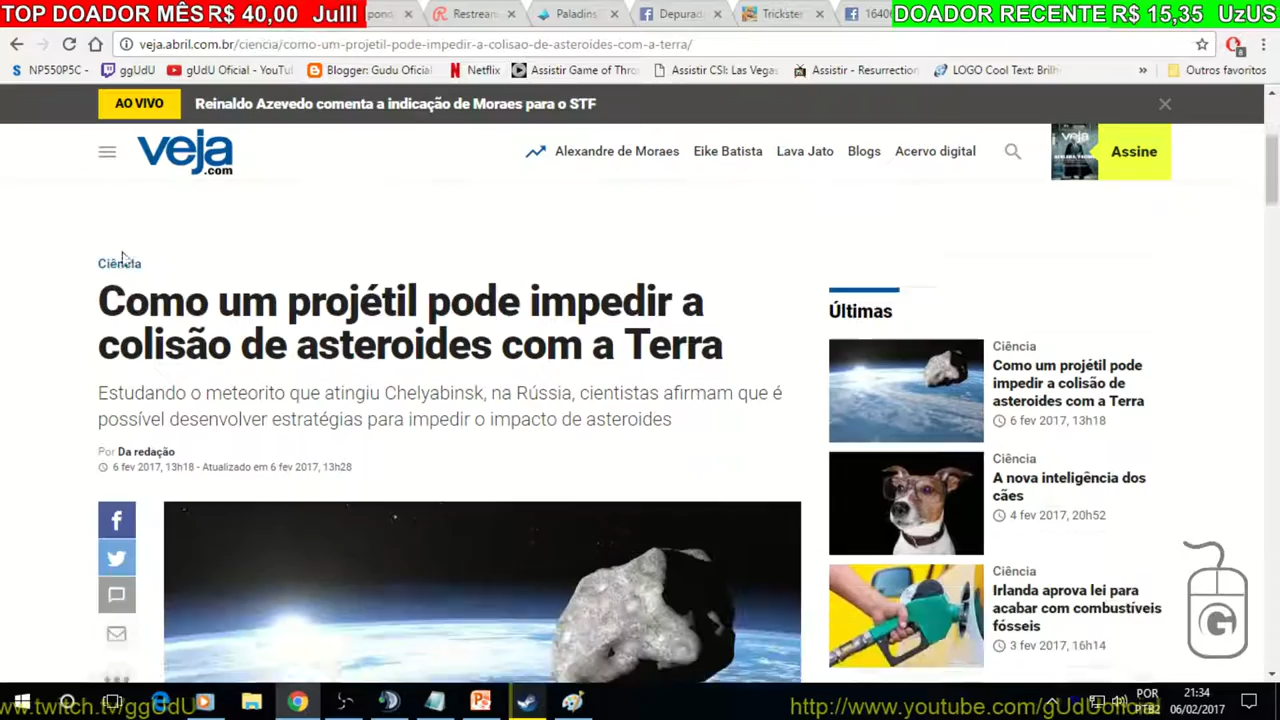 TOP DOADOR MÊS R$ 40,00 Julll
DOADOR RECENTE R$ 15,35 UzUS
Restrean
Paladins
Depurad
Trickster
veja.abril.com.br/ciencia/como-um-projetil-pode-impedir-a-colisao-de-asteroides-com-a-terra/
NP550P5C -
ggUdU
gUdU Oficial - YouTu
Blogger: Gudu Oficial
Netflix
Assistir Game of Thro
Assistir CSI: Las Vegas
Assistir - Resurrection
LOGO Cool Text: Brilh
»
Outros favoritos
AO VIVO
Reinaldo Azevedo comenta a indicação de Moraes para o STF
veja
.com
Alexandre de Moraes
Eike Batista
Lava Jato
Blogs
Acervo digital
veja
Assine
Ciência
Como um projétil pode impedir a
colisão de asteroides com a Terra
Estudando o meteorito que atingiu Chelyabinsk, na Rússia, cientistas afirmam que é
possível desenvolver estratégias para impedir o impacto de asteroides
Por Da redação
6 fev 2017, 13h18 - Atualizado em 6 fev 2017, 13h28
Últimas
Ciência
Como um projétil pode
impedir a colisão de
asteroides com a Terra
6 fev 2017, 13h18
Ciência
A nova inteligência dos
cães
4 fev 2017, 20h52
Ciência
Irlanda aprova lei para
acabar com combustíveis
fósseis
3 fev 2017, 16h14
www.twitch.tv/ggUdU
POR
PTB2
21:34
06/02/2017